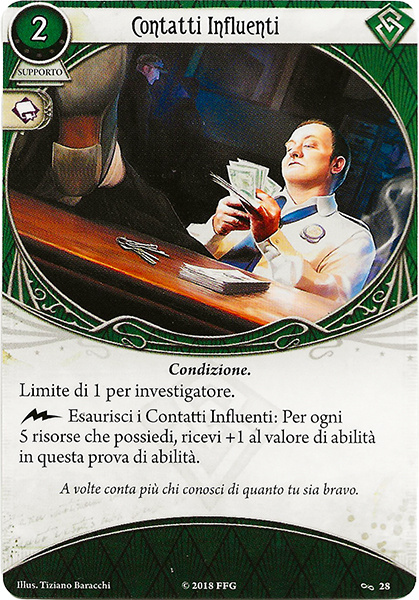 Contatti Influenti
2
SUPPORTO
Condizione.
Limite di 1 per investigatore.
Esaurisci i Contatti Influenti: Per ogni
5 risorse che possiedi, ricevi +1 al valore di abilità
in questa prova di abilità.
A volte conta più chi conosci di quanto tu sia bravo.
Illus. Tiziano Baracchi © 2018 FFG 28